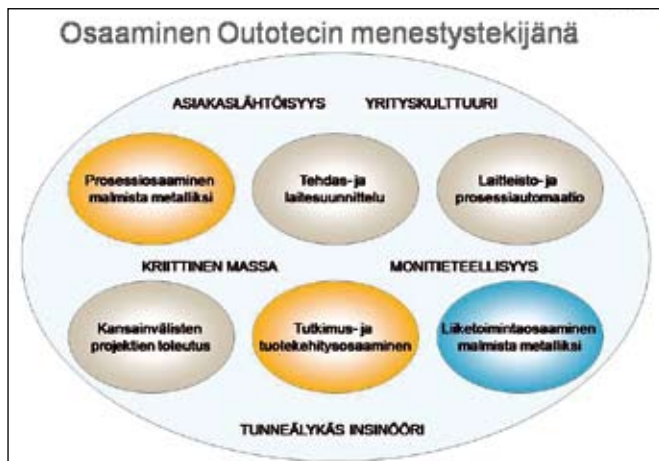 Osaaminen Outotecin menestystekijänä
ASIAKASLÄHTÖISYYS YRITYSKULTTUURI
Prosessiosaaminen
malmista metalliksi
Tehdas- ja
laitesuunnittelu
Laitteisto- ja
prosessiautomaatio
KRIITTINEN MASSA MONITIETEELLISYYS
Kansainvälisten
projektien toteutus
Tutkimus- ja
tuotekehitysosaaminen
Liiketoimintaosaaminen
malmista metalliksi
TUNNEÄLYKÄS INSINÖÖRI